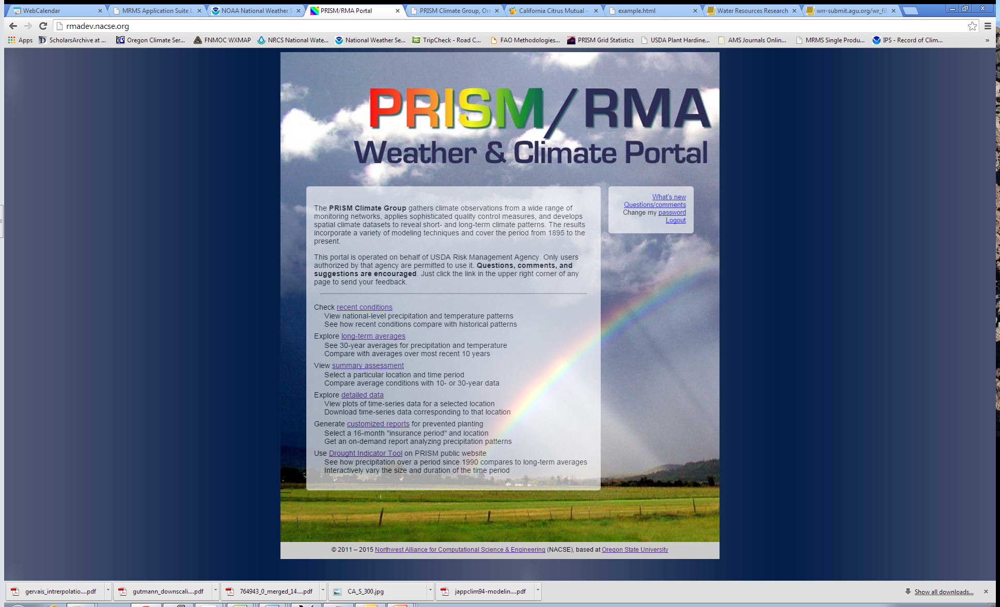 WebCalendar
MRMS Application Suite L
NOAA National Weather S
PRISM/RMA Portal
PRISM Climate Group, Ore
California Citrus Mutual -
example.html
Water Resources Research
wrr-submit.agu.org/wr_fil
rmadev.nacse.org
Apps
ScholarsArchive at ...
Oregon Climate Ser...
FNMOC WXMAP
NRCS National Wate...
National Weather Se...
TripCheck - Road C...
FAO Methodologies...
PRISM Grid Statistics
USDA Plant Hardine...
AMS Journals Onlin...
MRMS Single Produ...
IPS - Record of Clim...
»
PRISM/RMA
Weather & Climate Portal
The PRISM Climate Group gathers climate observations from a wide range of
monitoring networks, applies sophisticated quality control measures, and develops
spatial climate datasets to reveal short- and long-term climate patterns. The results
incorporate a variety of modeling techniques and cover the period from 1895 to the
present.
This portal is operated on behalf of USDA Risk Management Agency. Only users
authorized by that agency are permitted to use it. Questions, comments, and
suggestions are encouraged. Just click the link in the upper right corner of any
page to send your feedback.
Check recent conditions
View national-level precipitation and temperature patterns
See how recent conditions compare with historical patterns
Explore long-term averages
See 30-year averages for precipitation and temperature
Compare with averages over most recent 10 years
View summary assessment
Select a particular location and time period
Compare average conditions with 10- or 30-year data
Explore detailed data
View plots of time-series data for a selected location
Download time-series data corresponding to that location
Generate customized reports for prevented planting
Select a 16-month "insurance period" and location
Get an on-demand report analyzing precipitation patterns
Use Drought Indicator Tool on PRISM public website
See how precipitation over a period since 1990 compares to long-term averages
Interactively vary the size and duration of the time period
What's new
Questions/comments
Change my password
Logout
© 2011 – 2015 Northwest Alliance for Computational Science & Engineering (NACSE), based at Oregon State University
gervais_intrerpolatio....pdf
gutmann_downscali....pdf
764943_0_merged_14....pdf
CA_S_300.jpg
jappclim94-modelin....pdf
Show all downloads...